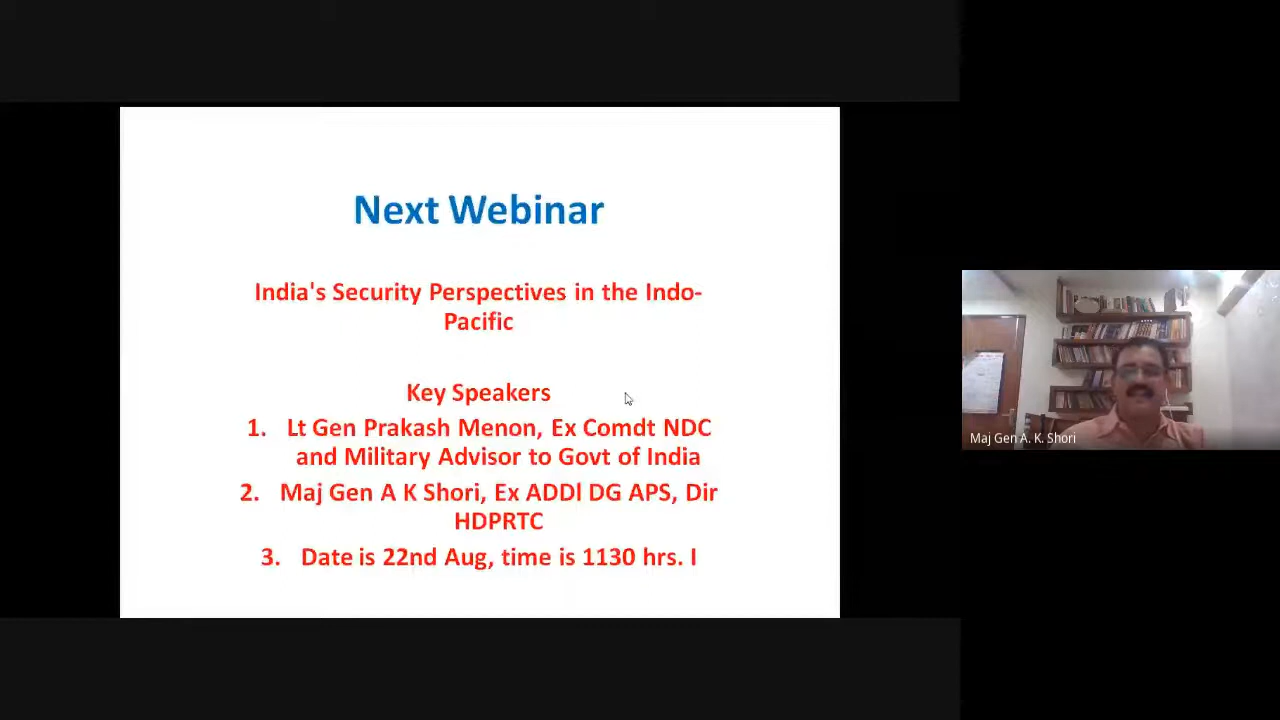 Next Webinar
India's Security Perspectives in the Indo-
Pacific
Key Speakers
1. Lt Gen Prakash Menon, Ex Comdt NDC
and Military Advisor to Govt of India
2. Maj Gen A K Shori, Ex ADDl DG APS, Dir
HDPRTC
3. Date is 22nd Aug, time is 1130 hrs. I
Maj Gen A. K. Shori